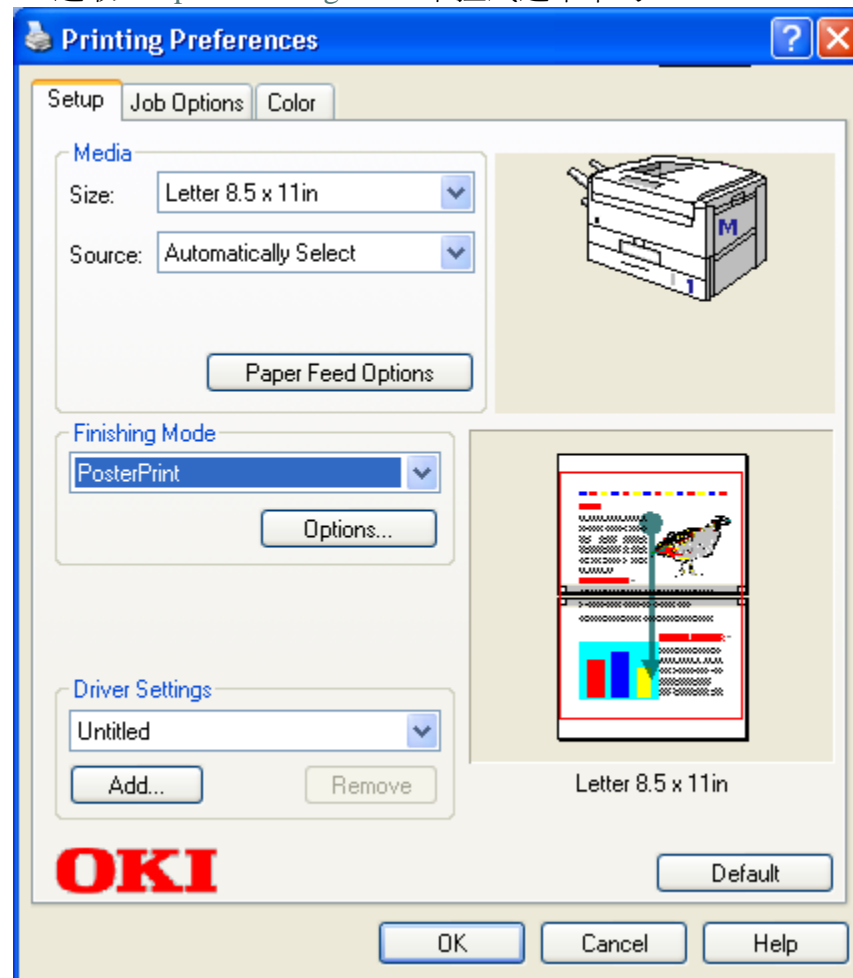 Printing Preferences
Setup
Job Options
Color
Media
Size:
Letter 8.5 x 11in
Source:
Automatically Select
M
1
Paper Feed Options
Finishing Mode
PosterPrint
Options...
Driver Settings
Untitled
Add...
Remove
Letter 8.5 x 11in
OKI
Default
OK
Cancel
Help